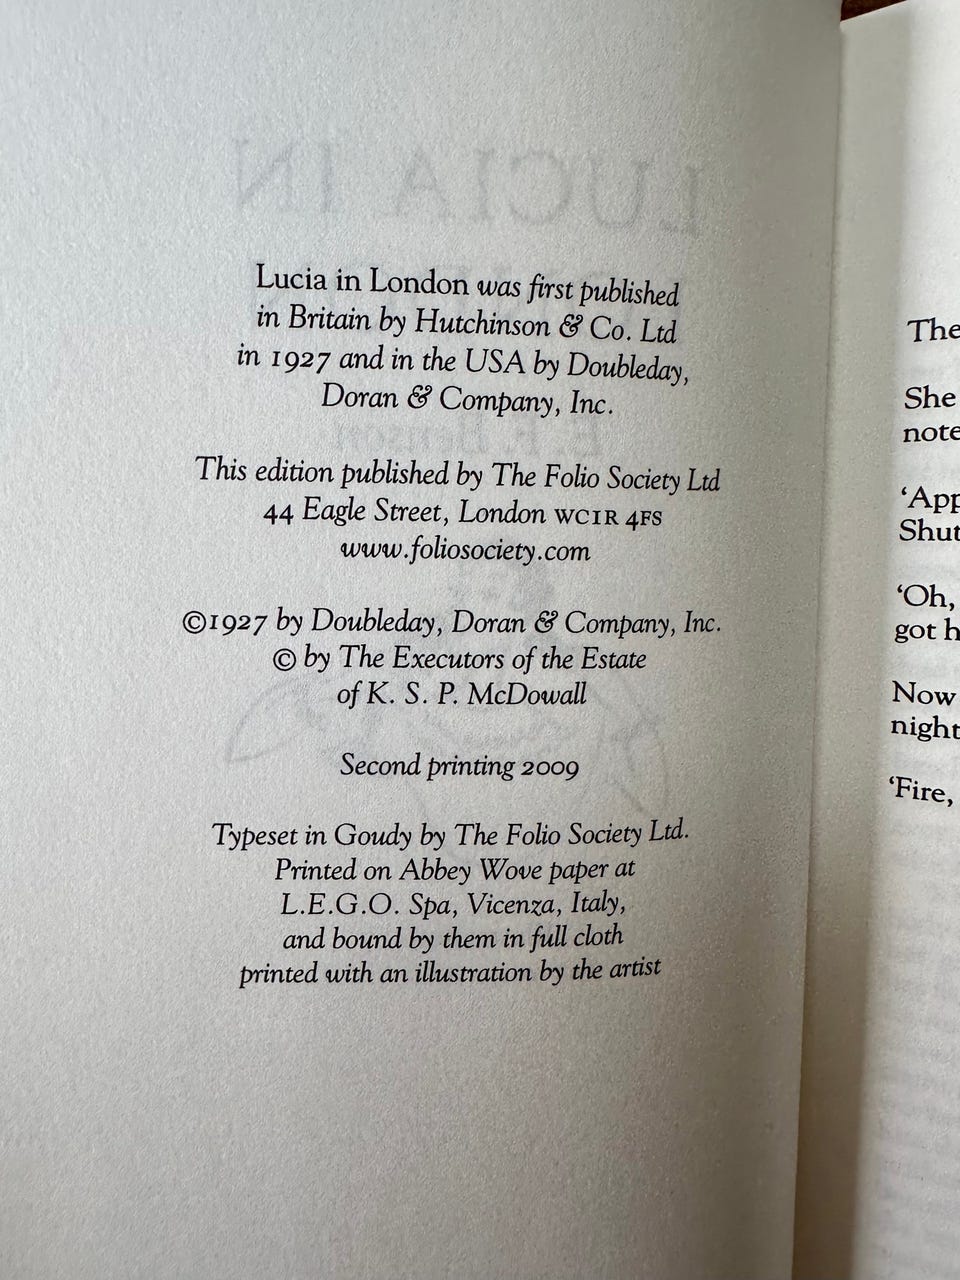 LUCIA IN
Lucia in London was first published
in Britain by Hutchinson & Co. Ltd
in 1927 and in the USA by Doubleday,
Doran & Company, Inc.
E. F. Benson
This edition published by The Folio Society Ltd
44 Eagle Street, London WC1R 4FS
www.foliosociety.com
©1927 by Doubleday, Doran & Company, Inc.
© by The Executors of the Estate
of K. S. P. McDowall
Second printing 2009
Typeset in Goudy by The Folio Society Ltd.
Printed on Abbey Wove paper at
L.E.G.O. Spa, Vicenza, Italy,
and bound by them in full cloth
printed with an illustration by the artist
The
She
note
‘App
Shut
‘Oh,
got h
Now
night
‘Fire,